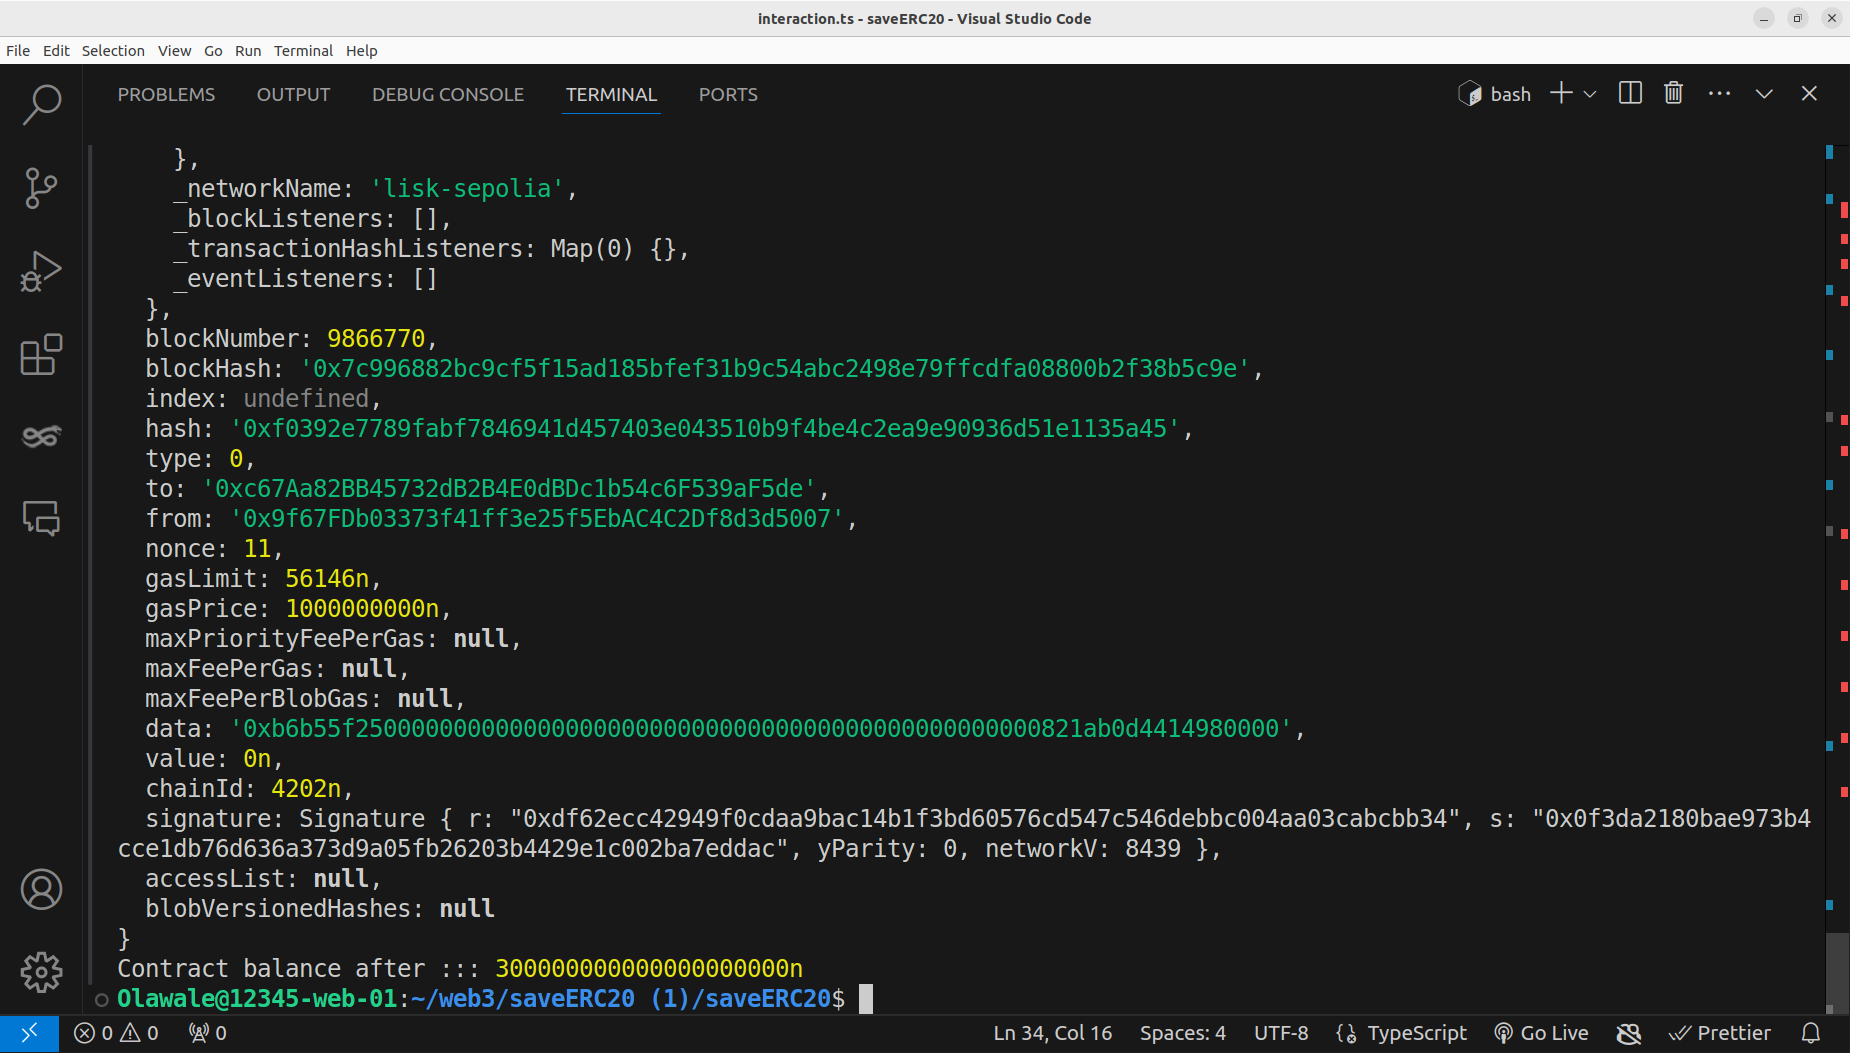 interaction.ts - saveERC20 - Visual Studio Code
File Edit Selection View Go Run Terminal Help
PROBLEMS OUTPUT DEBUG CONSOLE TERMINAL PORTS bash
},
_networkName: 'lisk-sepolia',
_blockListeners: [],
_transactionHashListeners: Map(0) {},
_eventListeners: []
},
blockNumber: 9866770,
blockHash: '0x7c996882bc9cf5f15ad185bfef31b9c54abc2498e79ffcdfa08800b2f38b5c9e',
index: undefined,
hash: '0xf0392e7789fabf7846941d457403e043510b9f4be4c2ea9e90936d51e1135a45',
type: 0,
to: '0xc67Aa82BB45732dB2B4E0dBDc1b54c6F539aF5de',
from: '0x9f67FDb03373f41ff3e25f5EbAC4C2Df8d3d5007',
nonce: 11,
gasLimit: 56146n,
gasPrice: 1000000000n,
maxPriorityFeePerGas: null,
maxFeePerGas: null,
maxFeePerBlobGas: null,
data: '0xb6b55f25000000000000000000000000000000000000000000000000821ab0d4414980000',
value: 0n,
chainId: 4202n,
signature: Signature { r: "0xdf62ecc42949f0cdaa9bac14b1f3bd60576cd547c546debbc004aa03cabcbb34", s: "0x0f3da2180bae973b4
cce1db76d636a373d9a05fb26203b4429e1c002ba7eddac", yParity: 0, networkV: 8439 },
accessList: null,
blobVersionedHashes: null
}
Contract balance after ::: 300000000000000000000n
Olawale@12345-web-01:~/web3/saveERC20 (1)/saveERC20$
0 0 0 Ln 34, Col 16 Spaces: 4 UTF-8 TypeScript Go Live Prettier